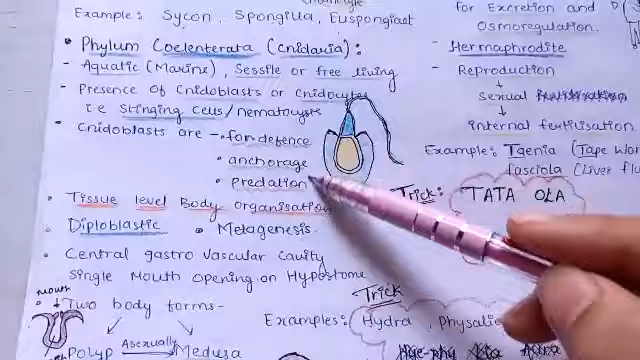 Example: Sycon, Spongilla, Euspongia
• Phylum Coelenterata (Cnidaria):
- Aquatic (Marine), Sessile or free living
- Presence of Cnidoblasts or Cnidocytes
i.e Stinging Cells/nematocysts
• Cnidoblasts are - • for defence
• anchorage
• predation
• Tissue level Body organisation
• Diploblastic • Metagenesis
• Central gastro vascular cavity
single Mouth opening on Hypostome
• Two body forms-
mouth
Polyp Asexually Medusa
Trick
Examples: Hydra, Physalia
for Excretion and
Osmoregulation.
- Hermaphrodite
- Reproduction
sexual
internal fertilisation
Example: Taenia (Tape Wor
fasciola (Liver flu
Trick: TATA OLA